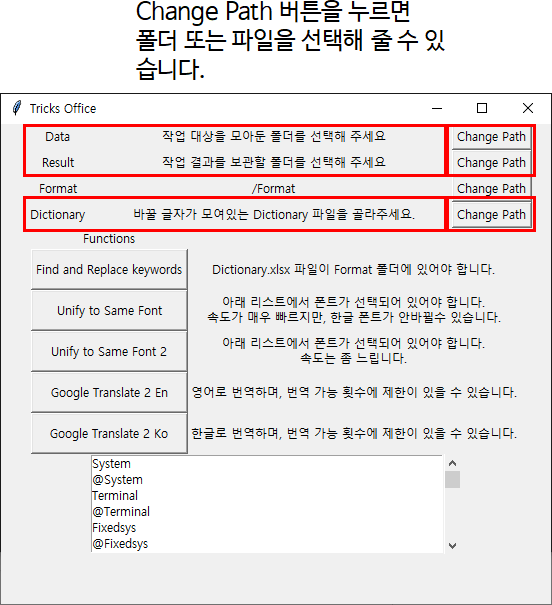 Change Path 버튼을 누르면
폴더 또는 파일을 선택해 줄 수 있
습니다.
Tricks Office
Data 작업 대상을 모아둔 폴더를 선택해 주세요 Change Path
Result 작업 결과를 보관할 폴더를 선택해 주세요 Change Path
Format /Format Change Path
Dictionary 바꿀 글자가 모여있는 Dictionary 파일을 골라주세요. Change Path
Functions
Find and Replace keywords Dictionary.xlsx 파일이 Format 폴더에 있어야 합니다.
Unify to Same Font 아래 리스트에서 폰트가 선택되어 있어야 합니다.
속도가 매우 빠르지만, 한글 폰트가 안바뀔수 있습니다.
Unify to Same Font 2 아래 리스트에서 폰트가 선택되어 있어야 합니다.
속도는 좀 느립니다.
Google Translate 2 En 영어로 번역하며, 번역 가능 횟수에 제한이 있을 수 있습니다.
Google Translate 2 Ko 한글로 번역하며, 번역 가능 횟수에 제한이 있을 수 있습니다.
System
@System
Terminal
@Terminal
Fixedsys
@Fixedsys